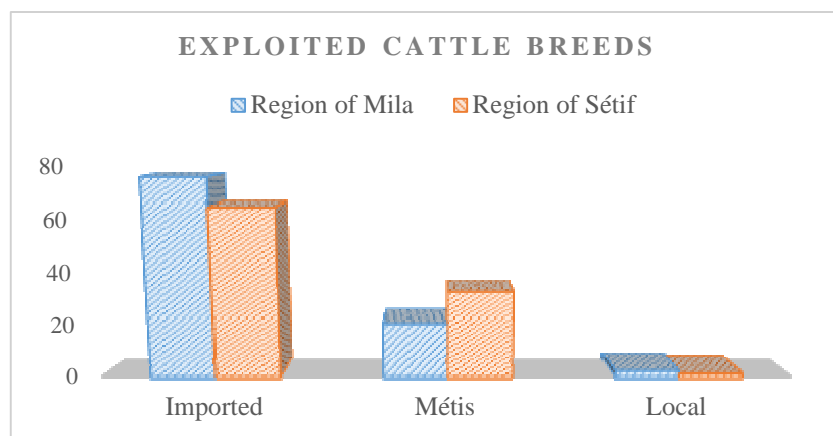 EXPLOITED CATTLE BREEDS
Region of Mila Region of Sétif
80
60
40
20
0
Imported Métis Local